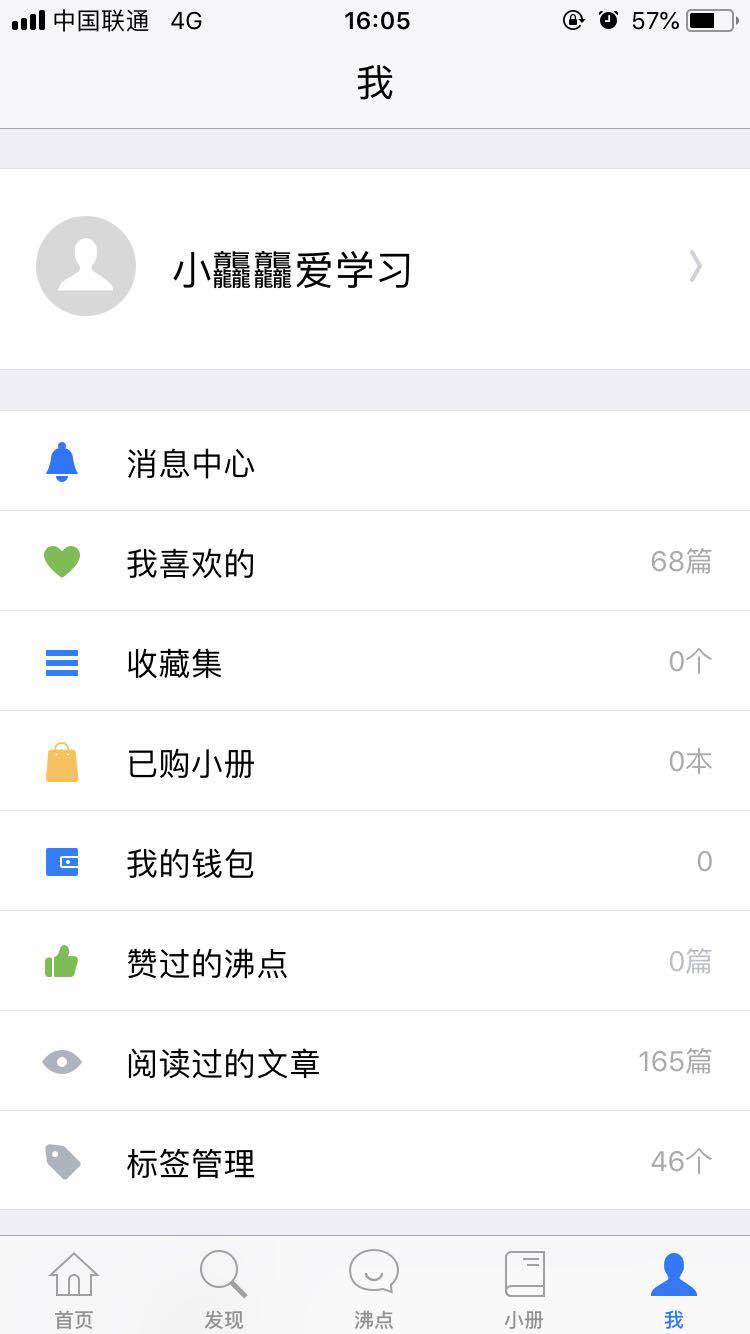 中国联通 4G 16:05 57%
我
小龘龘爱学习
消息中心
我喜欢的 68篇
收藏集 0个
已购小册 0本
我的钱包 0
赞过的沸点 0篇
阅读过的文章 165篇
标签管理 46个
首页 发现 沸点 小册 我